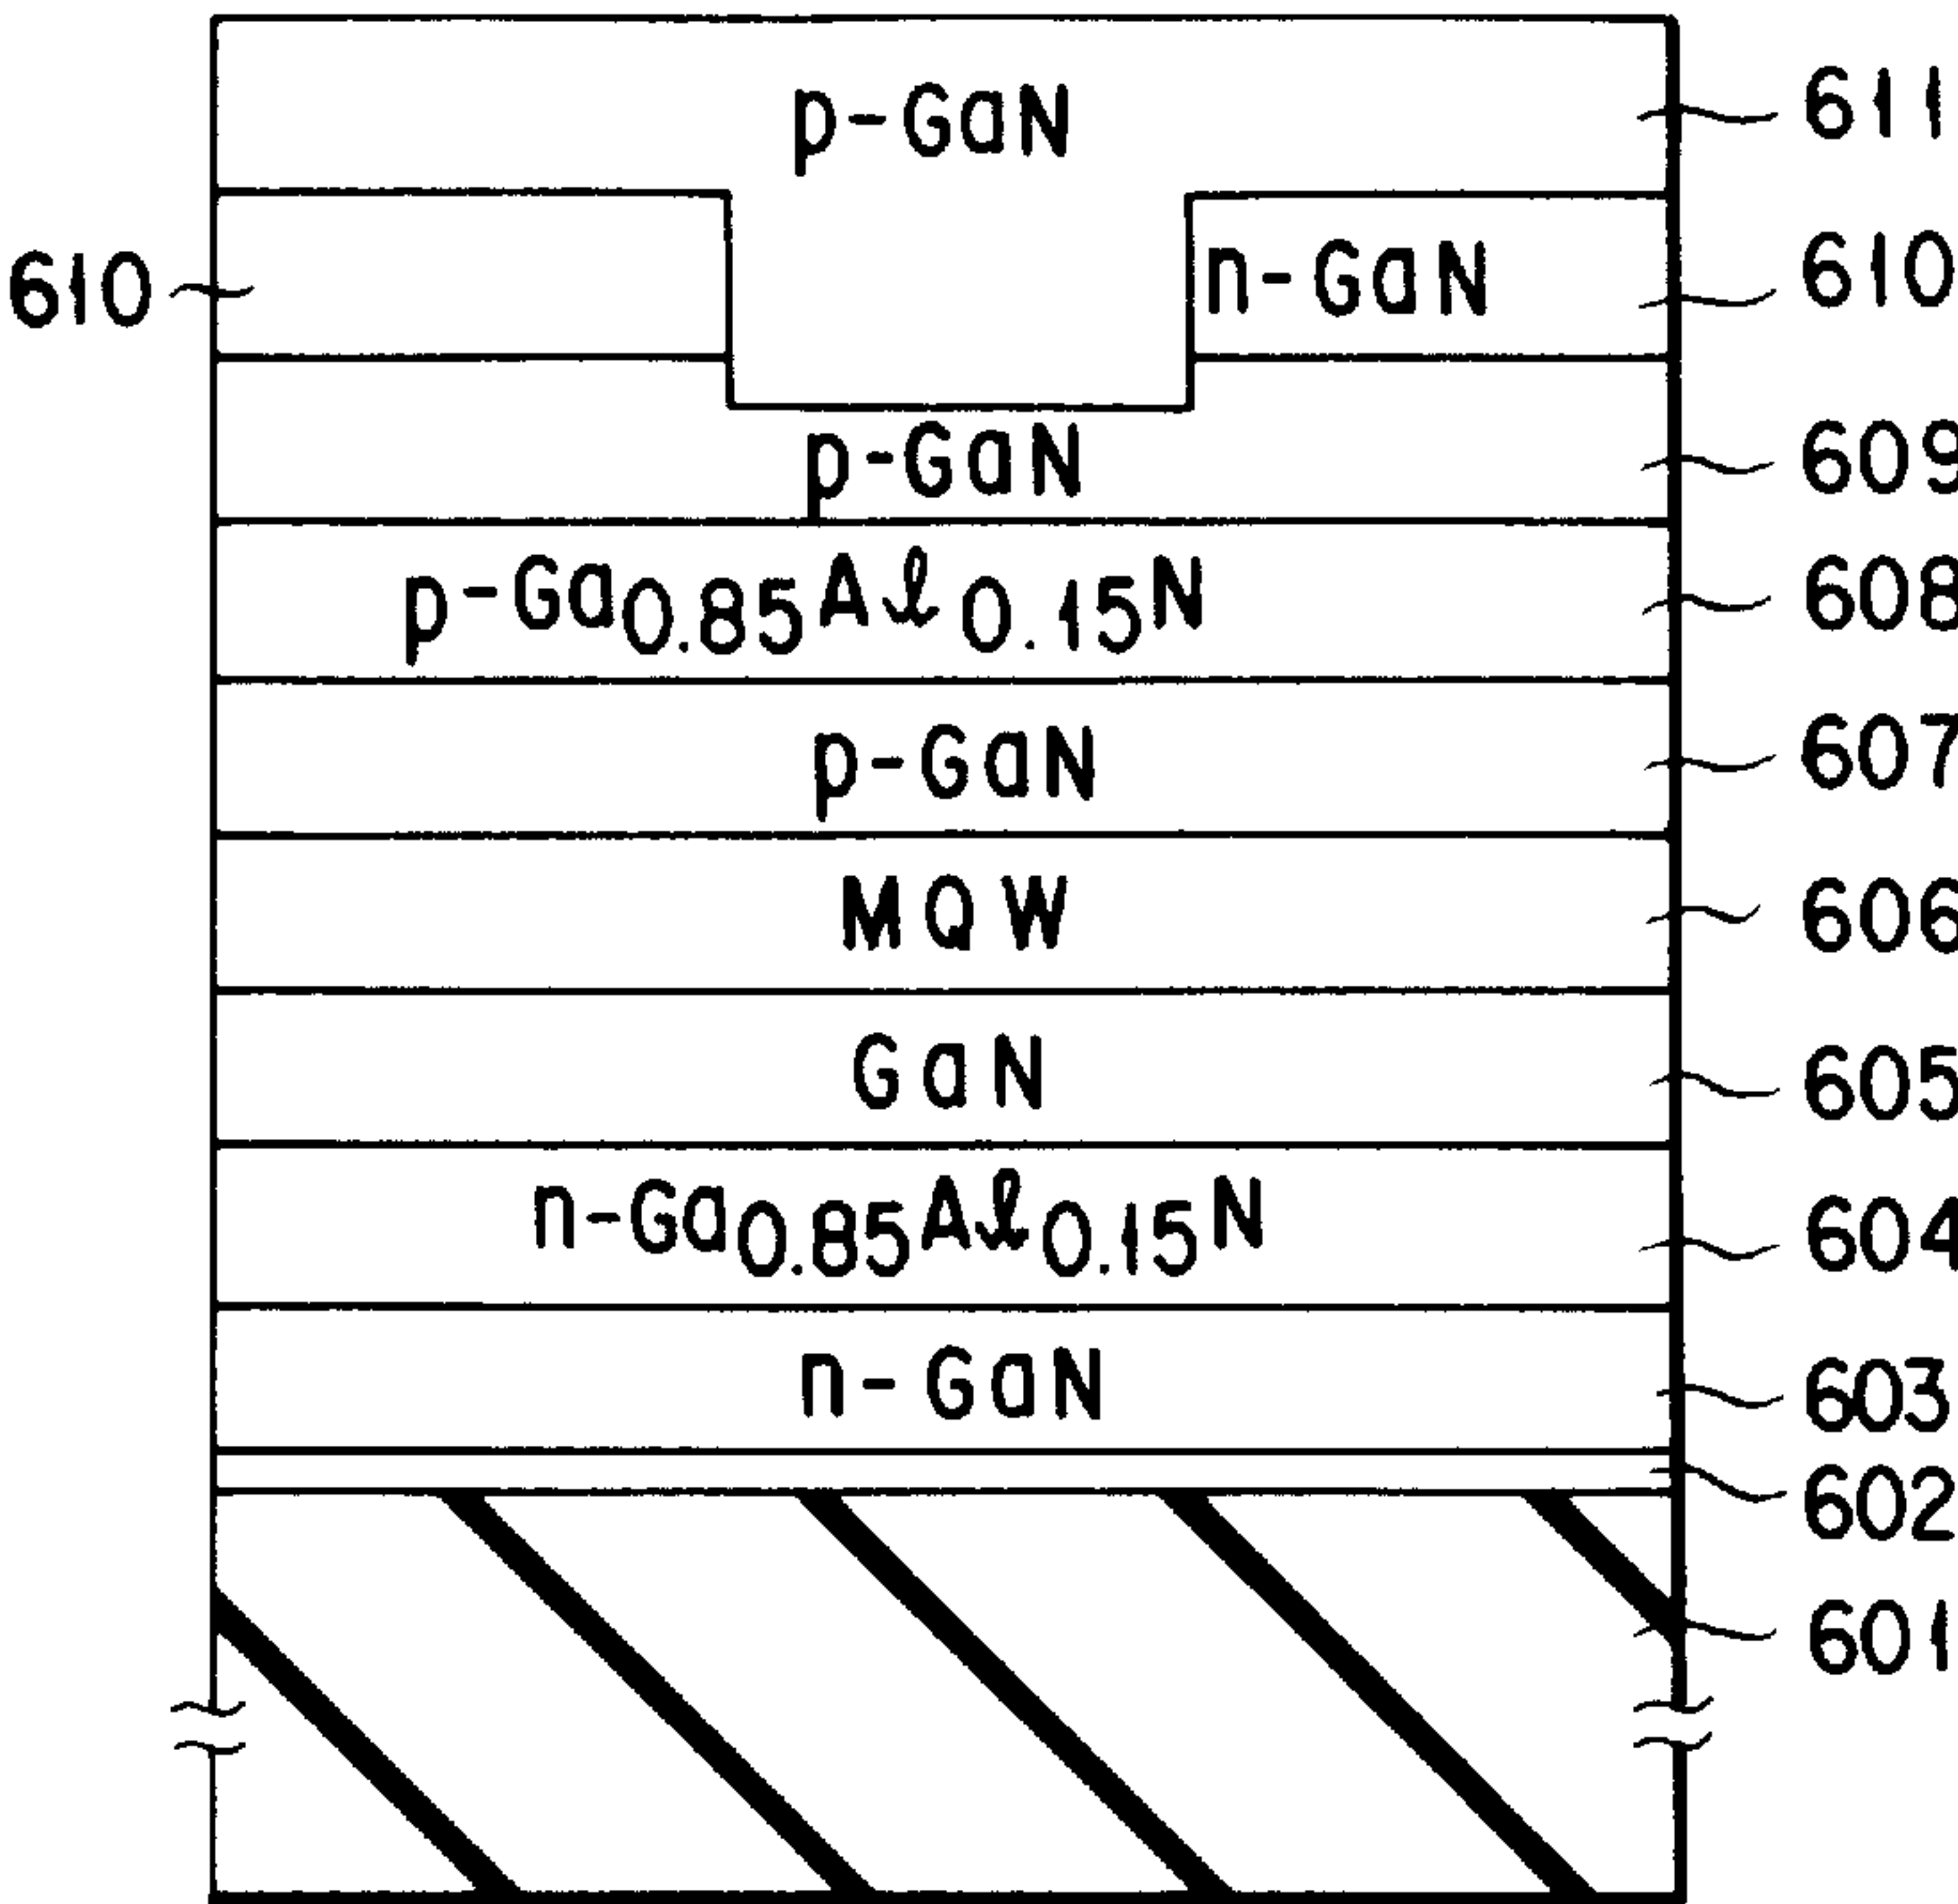 p-GaN 611
610 n-GaN 610
p-GaN 609
p-Ga0.85Al0.15N 608
p-GaN 607
MQW 606
GaN 605
n-Ga0.85Al0.15N 604
n-GaN 603
602
601